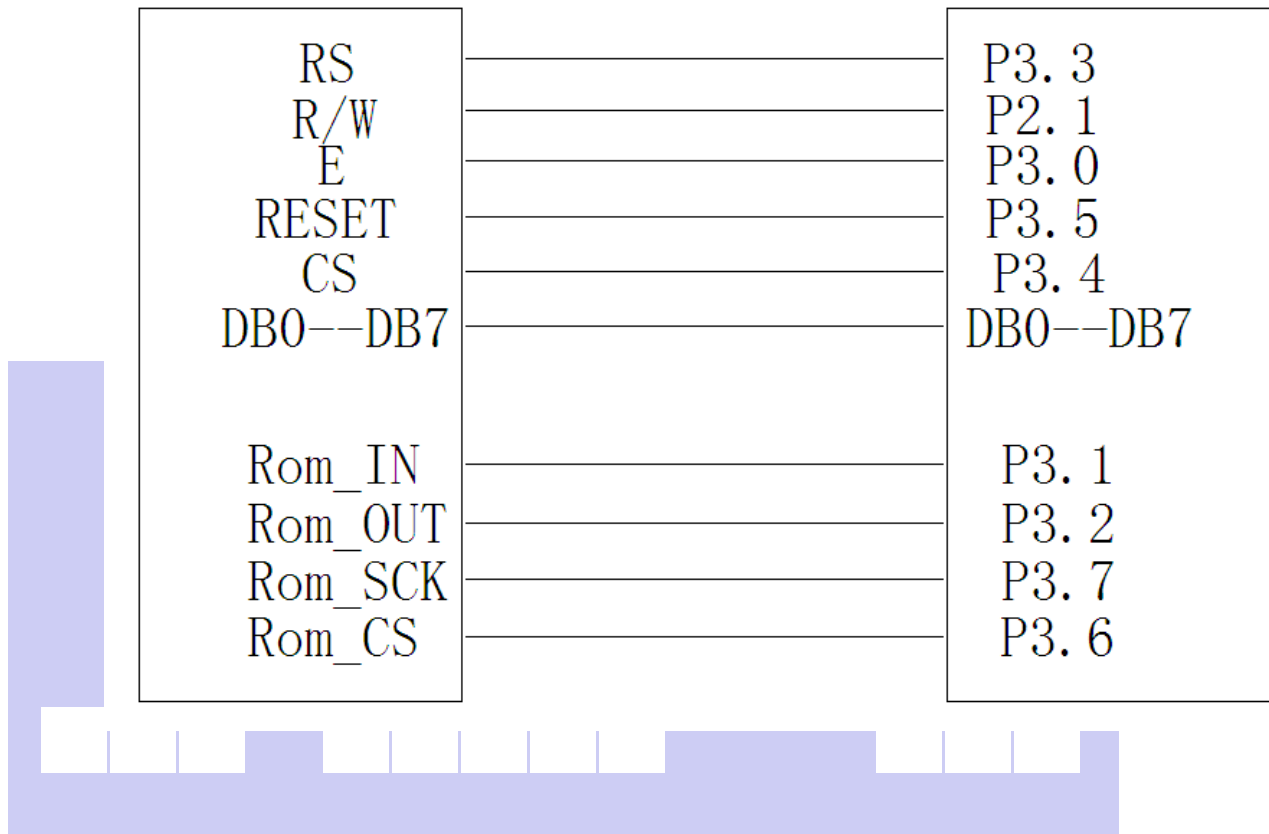 RS P3.3
R/W P2.1
E P3.0
RESET P3.5
CS P3.4
DB0--DB7 DB0--DB7
Rom_IN P3.1
Rom_OUT P3.2
Rom_SCK P3.7
Rom_CS P3.6